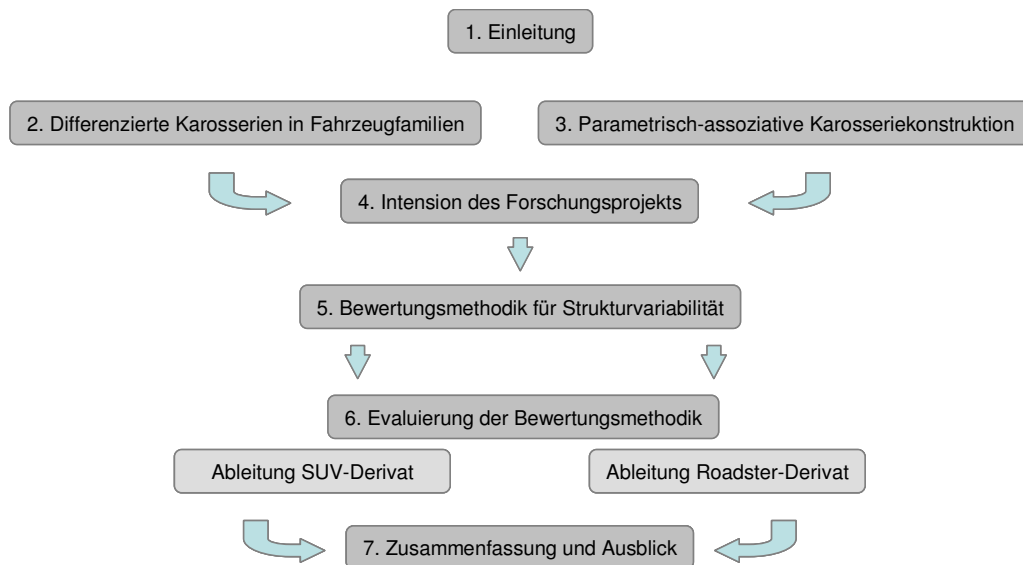 1. Einleitung
2. Differenzierte Karosserien in Fahrzeugfamilien
3. Parametrisch-assoziative Karosseriekonstruktion
4. Intension des Forschungsprojekts
5. Bewertungsmethodik für Strukturvariabilität
6. Evaluierung der Bewertungsmethodik
Ableitung SUV-Derivat
Ableitung Roadster-Derivat
7. Zusammenfassung und Ausblick